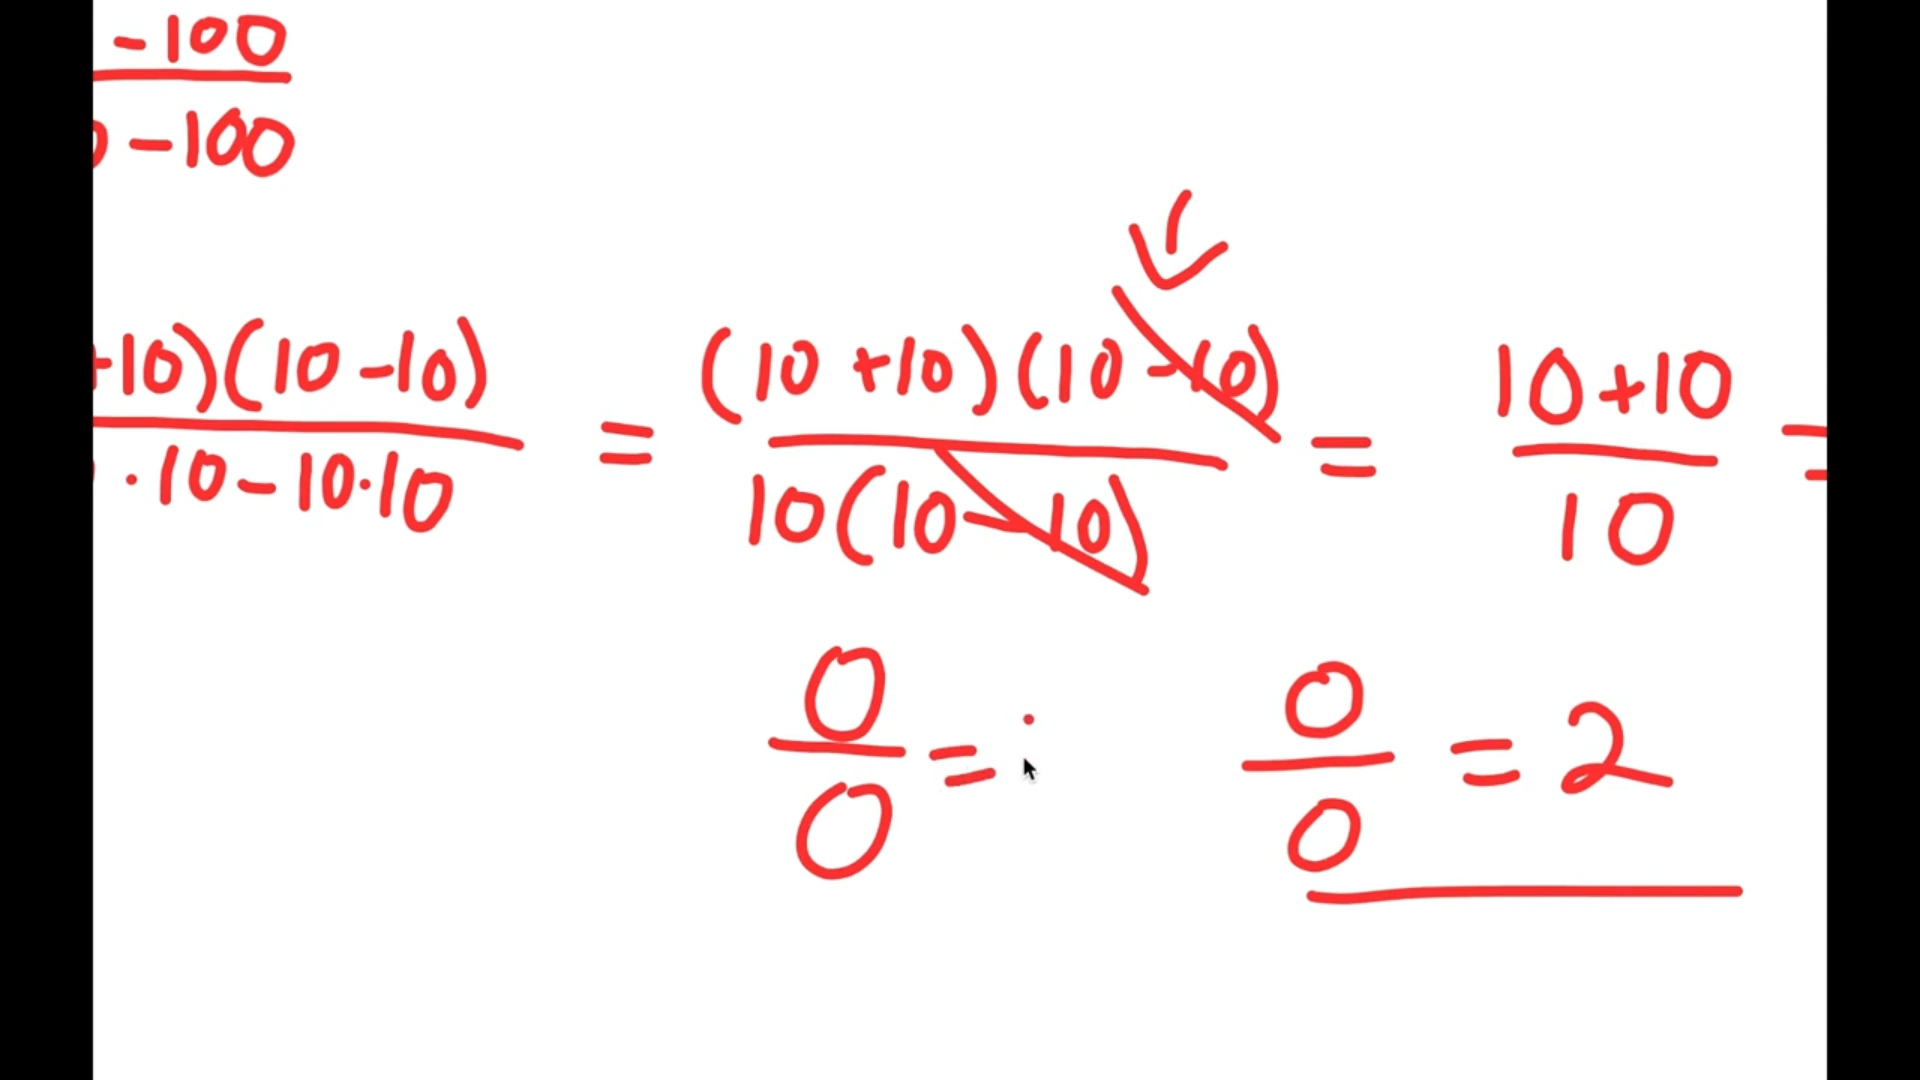 - 100
0 - 100
+10)(10 - 10) = (10 + 10)(10 - 10) = 10 + 10 =
· 10 - 10 · 10   10(10 - 10)   10
0   0
= = 2
0   0